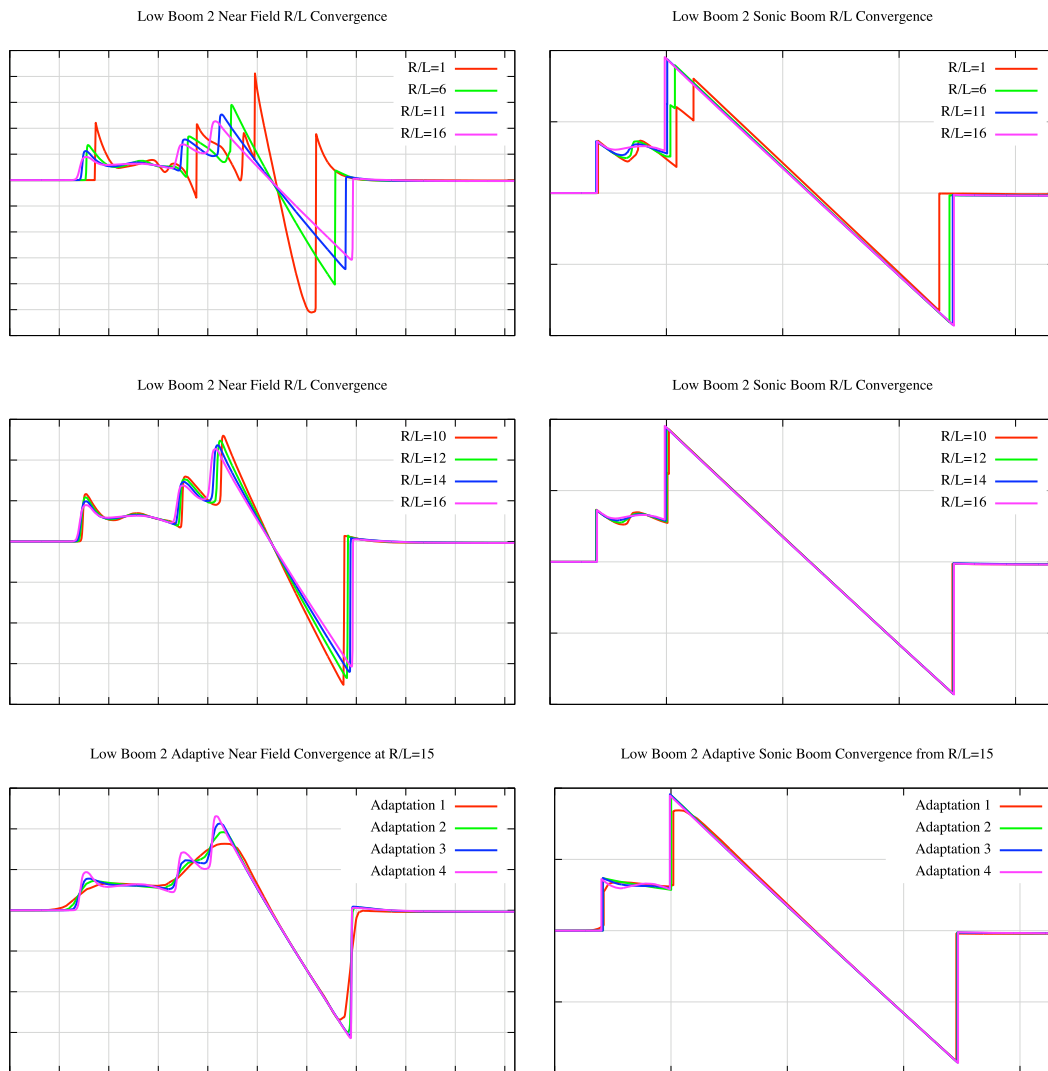 Low Boom 2 Near Field R/L Convergence
R/L=1
R/L=6
R/L=11
R/L=16
Low Boom 2 Sonic Boom R/L Convergence
R/L=1
R/L=6
R/L=11
R/L=16
Low Boom 2 Near Field R/L Convergence
R/L=10
R/L=12
R/L=14
R/L=16
Low Boom 2 Sonic Boom R/L Convergence
R/L=10
R/L=12
R/L=14
R/L=16
Low Boom 2 Adaptive Near Field Convergence at R/L=15
Adaptation 1
Adaptation 2
Adaptation 3
Adaptation 4
Low Boom 2 Adaptive Sonic Boom Convergence from R/L=15
Adaptation 1
Adaptation 2
Adaptation 3
Adaptation 4